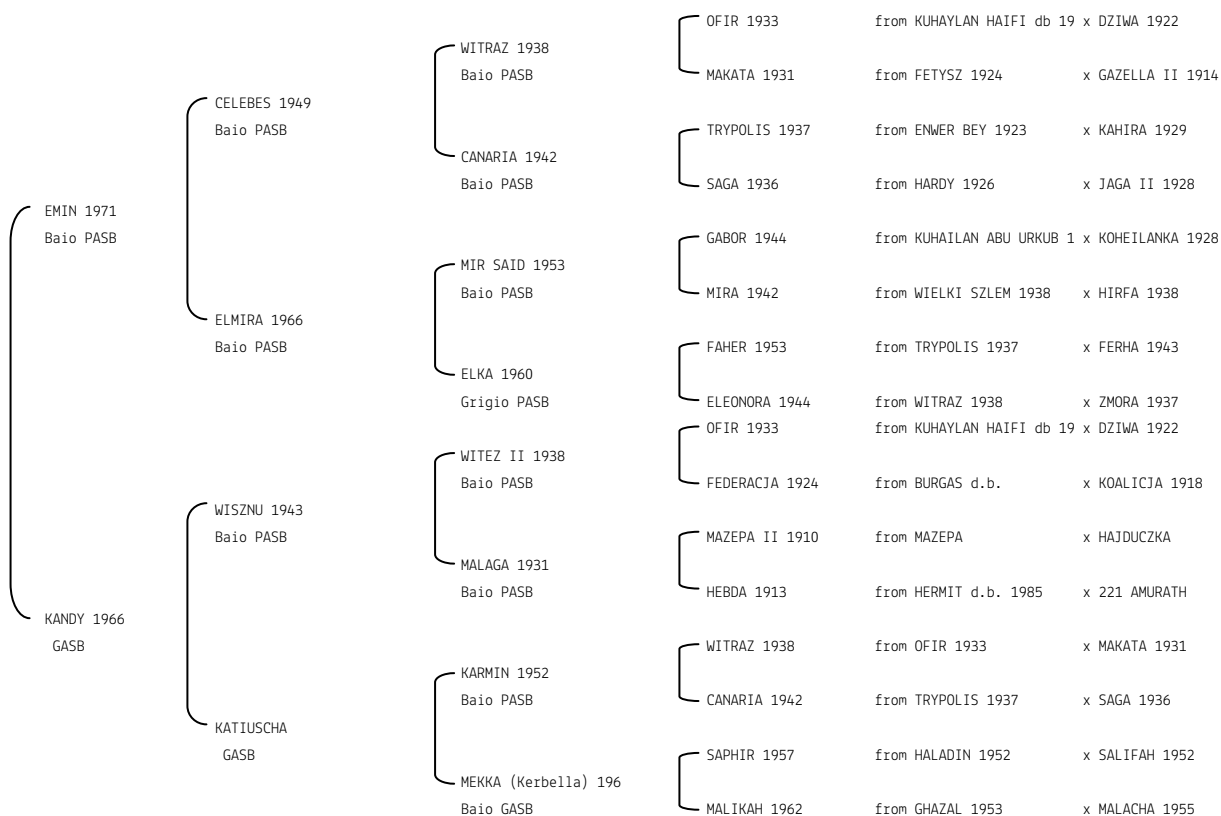 OFIR 1933 from KUHAYLAN HAIFI db 19 x DZIWA 1922
WITRAZ 1938
Baio PASB
MAKATA 1931 from FETYSZ 1924 x GAZELLA II 1914
CELEBES 1949
Baio PASB
TRYPOLIS 1937 from ENWER BEY 1923 x KAHIRA 1929
CANARIA 1942
Baio PASB
SAGA 1936 from HARDY 1926 x JAGA II 1928
EMIN 1971
Baio PASB
GABOR 1944 from KUHAILAN ABU URKUB 1 x KOHEILANKA 1928
MIR SAID 1953
Baio PASB
MIRA 1942 from WIELKI SZLEM 1938 x HIRFA 1938
ELMIRA 1966
Baio PASB
FAHER 1953 from TRYPOLIS 1937 x FERHA 1943
ELKA 1960
Grigio PASB
ELEONORA 1944 from WITRAZ 1938 x ZMORA 1937
OFIR 1933 from KUHAYLAN HAIFI db 19 x DZIWA 1922
WITEZ II 1938
Baio PASB
FEDERACJA 1924 from BURGAS d.b. x KOALICJA 1918
WISZNU 1943
Baio PASB
MAZEPA II 1910 from MAZEPA x HAJDUCZKA
MALAGA 1931
Baio PASB
HEBDA 1913 from HERMIT d.b. 1985 x 221 AMURATH
KANDY 1966
GASB
WITRAZ 1938 from OFIR 1933 x MAKATA 1931
KARMIN 1952
Baio PASB
CANARIA 1942 from TRYPOLIS 1937 x SAGA 1936
KATIUSCHA
GASB
SAPHIR 1957 from HALADIN 1952 x SALIFAH 1952
MEKKA (Kerbella) 196
Baio GASB
MALIKAH 1962 from GHAZAL 1953 x MALACHA 1955